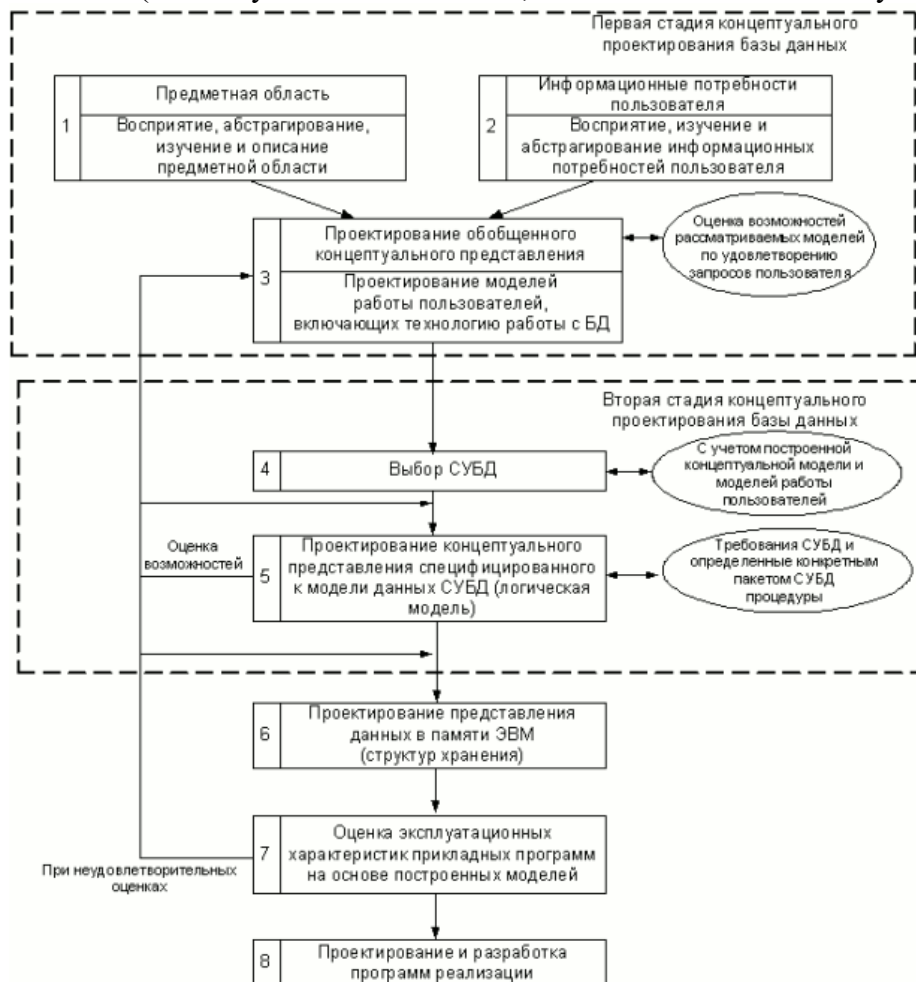 Первая стадия концептуального
проектирования базы данных
1
Предметная область
Восприятие, абстрагирование,
изучение и описание
предметной области
2
Информационные потребности
пользователя
Восприятие, изучение и
абстрагирование информационных
потребностей пользователя
3
Проектирование обобщенного
концептуального представления
Проектирование моделей
работы пользователей,
включающих технологию работы с БД
Оценка возможностей
рассматриваемых моделей
по удовлетворению
запросов пользователя
Вторая стадия концептуального
проектирования базы данных
4
Выбор СУБД
С учетом построенной
концептуальной модели и
моделей работы
пользователей
Оценка
возможностей
5
Проектирование концептуального
представления специфицированного
к модели данных СУБД (логическая
модель)
Требования СУБД и
определенные конкретным
пакетом СУБД
процедуры
6
Проектирование представления
данных в памяти ЭВМ
(структур хранения)
7
Оценка эксплуатационных
характеристик прикладных программ
на основе построенных моделей
При неудовлетворительных
оценках
8
Проектирование и разработка
программ реализации